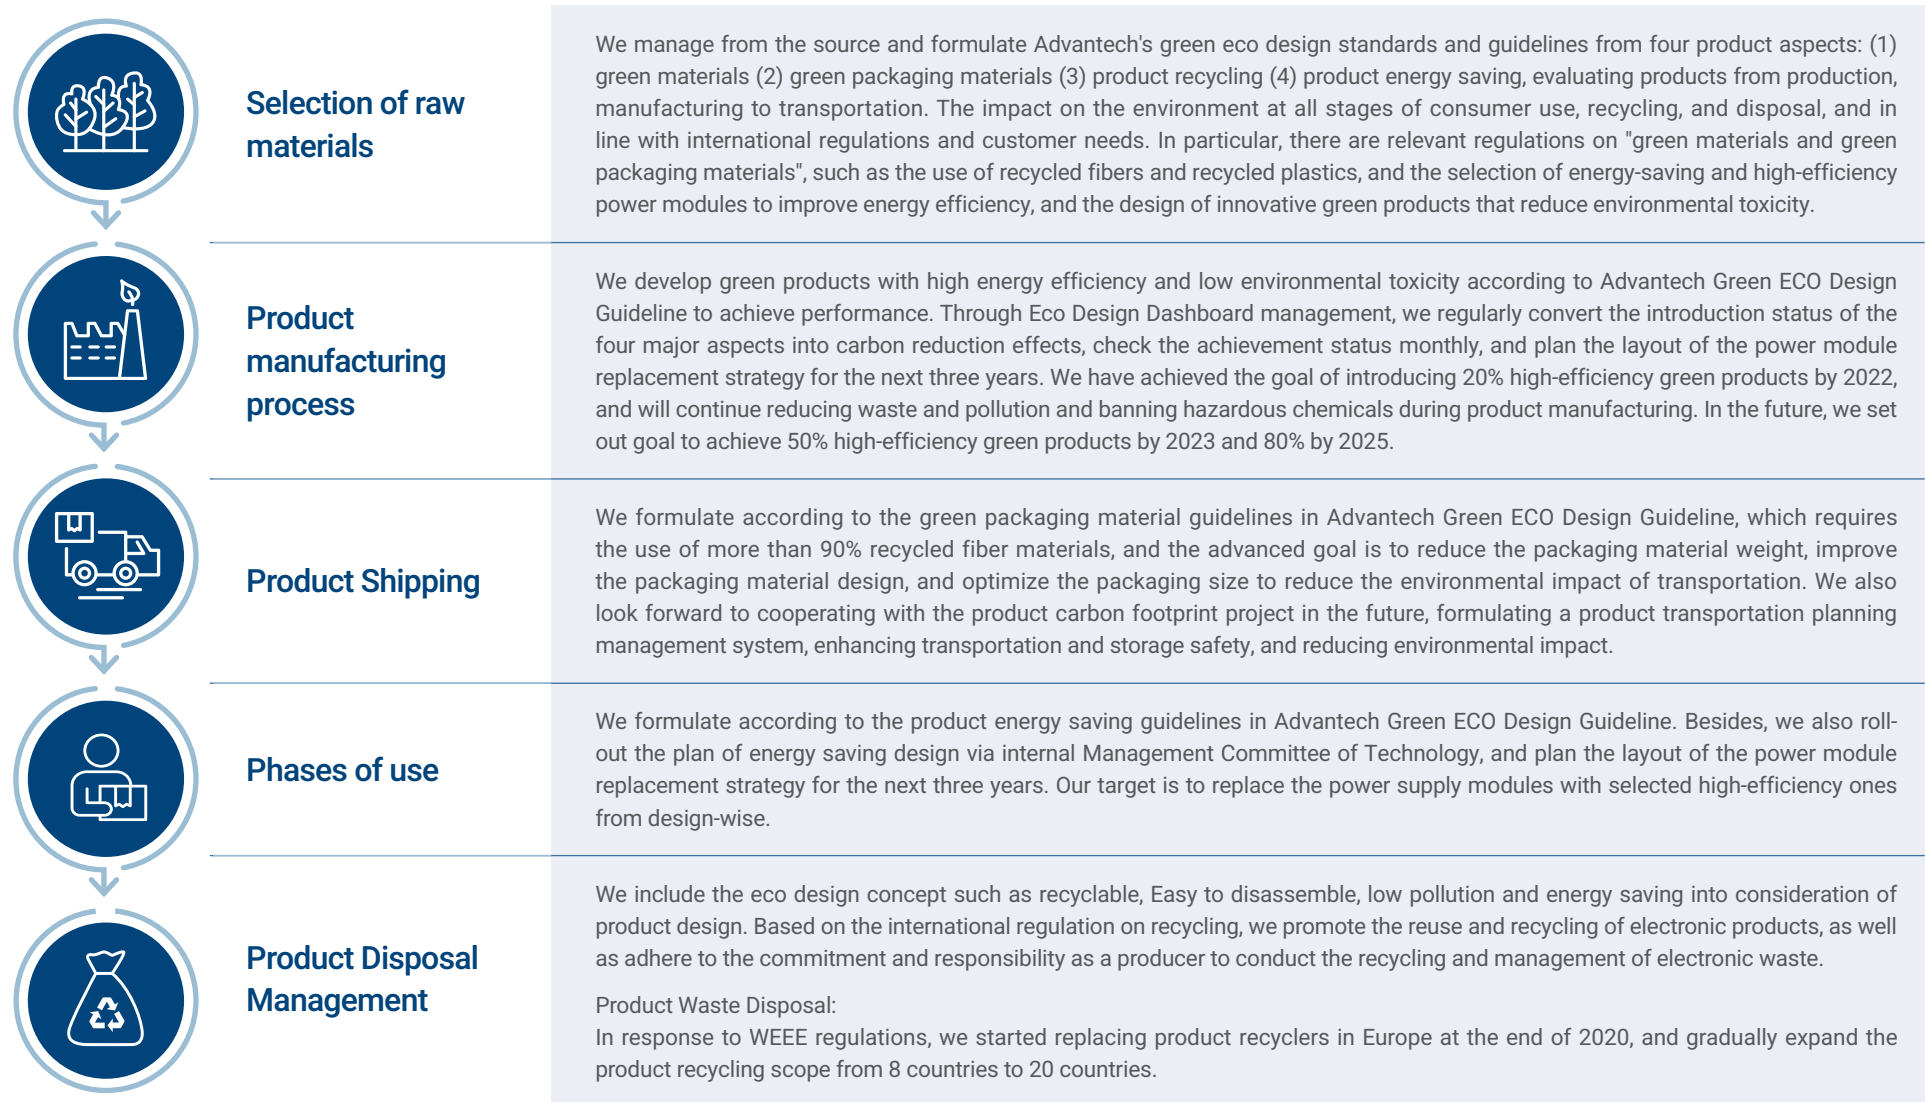 Selection of raw
materials
We manage from the source and formulate Advantech's green eco design standards and guidelines from four product aspects: (1)
green materials (2) green packaging materials (3) product recycling (4) product energy saving, evaluating products from production,
manufacturing to transportation. The impact on the environment at all stages of consumer use, recycling, and disposal, and in
line with international regulations and customer needs. In particular, there are relevant regulations on "green materials and green
packaging materials", such as the use of recycled fibers and recycled plastics, and the selection of energy-saving and high-efficiency
power modules to improve energy efficiency, and the design of innovative green products that reduce environmental toxicity.
Product
manufacturing
process
We develop green products with high energy efficiency and low environmental toxicity according to Advantech Green ECO Design
Guideline to achieve performance. Through Eco Design Dashboard management, we regularly convert the introduction status of the
four major aspects into carbon reduction effects, check the achievement status monthly, and plan the layout of the power module
replacement strategy for the next three years. We have achieved the goal of introducing 20% high-efficiency green products by 2022,
and will continue reducing waste and pollution and banning hazardous chemicals during product manufacturing. In the future, we set
out goal to achieve 50% high-efficiency green products by 2023 and 80% by 2025.
Product Shipping
We formulate according to the green packaging material guidelines in Advantech Green ECO Design Guideline, which requires
the use of more than 90% recycled fiber materials, and the advanced goal is to reduce the packaging material weight, improve
the packaging material design, and optimize the packaging size to reduce the environmental impact of transportation. We also
look forward to cooperating with the product carbon footprint project in the future, formulating a product transportation planning
management system, enhancing transportation and storage safety, and reducing environmental impact.
Phases of use
We formulate according to the product energy saving guidelines in Advantech Green ECO Design Guideline. Besides, we also roll-
out the plan of energy saving design via internal Management Committee of Technology, and plan the layout of the power module
replacement strategy for the next three years. Our target is to replace the power supply modules with selected high-efficiency ones
from design-wise.
Product Disposal
Management
We include the eco design concept such as recyclable, Easy to disassemble, low pollution and energy saving into consideration of
product design. Based on the international regulation on recycling, we promote the reuse and recycling of electronic products, as well
as adhere to the commitment and responsibility as a producer to conduct the recycling and management of electronic waste.
Product Waste Disposal:
In response to WEEE regulations, we started replacing product recyclers in Europe at the end of 2020, and gradually expand the
product recycling scope from 8 countries to 20 countries.